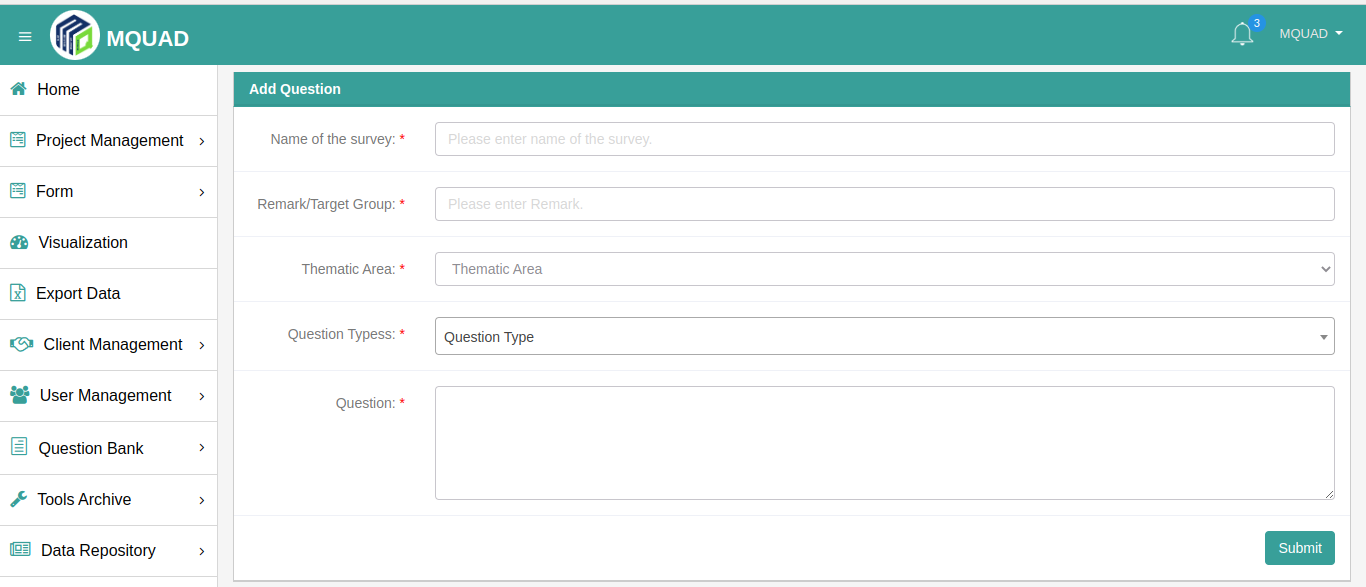 MQUAD
3
MQUAD
Home
Project Management
Form
Visualization
Export Data
Client Management
User Management
Question Bank
Tools Archive
Data Repository
Add Question
Name of the survey: * Please enter name of the survey.
Remark/Target Group: * Please enter Remark.
Thematic Area: * Thematic Area
Question Typess: * Question Type
Question: *
Submit